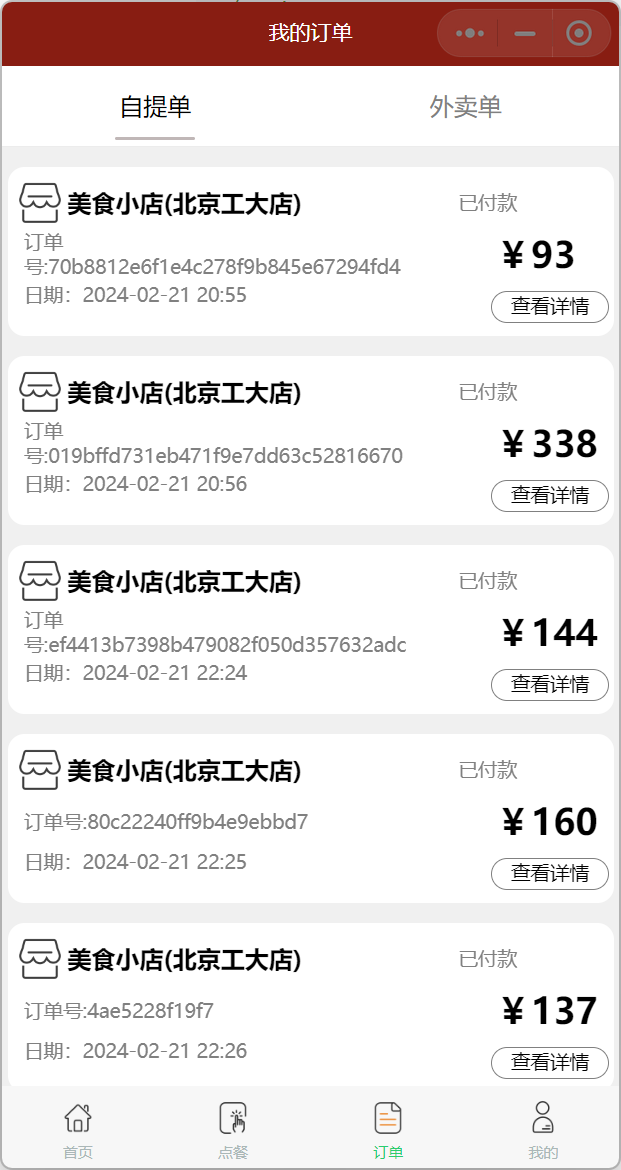 我的订单
自提单 外卖单
美食小店(北京工大店) 已付款
订单
号:70b8812e6f1e4c278f9b845e67294fd4
¥93
日期：2024-02-21 20:55
查看详情
美食小店(北京工大店) 已付款
订单
号:019bffd731eb471f9e7dd63c52816670
¥338
日期：2024-02-21 20:56
查看详情
美食小店(北京工大店) 已付款
订单
号:ef4413b7398b479082f050d357632adc
¥144
日期：2024-02-21 22:24
查看详情
美食小店(北京工大店) 已付款
订单号:80c22240ff9b4e9ebbd7 ¥160
日期：2024-02-21 22:25
查看详情
美食小店(北京工大店) 已付款
订单号:4ae5228f19f7 ¥137
日期：2024-02-21 22:26
查看详情
首页 点餐 订单 我的